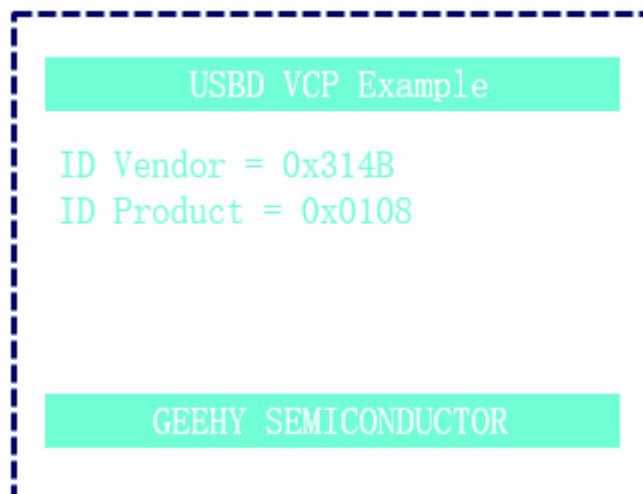 USBD VCP Example
ID Vendor = 0x314B
ID Product = 0x0108
GEEHY SEMICONDUCTOR